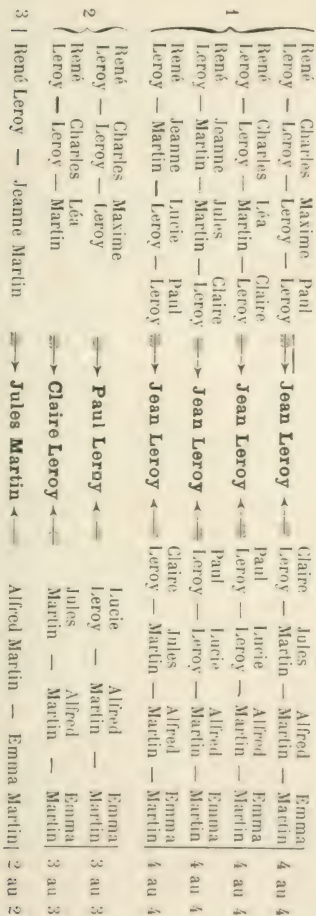 René Charles Maxime Paul Claire Jules Alfred Emma
1 Leroy — Leroy — Leroy — Leroy → Jean Leroy ← Leroy — Martin — Martin — Martin 4 au 4
René Charles Léa Claire Paul Lucie Alfred Emma
Leroy — Leroy — Martin — Leroy → Jean Leroy ← Leroy — Leroy — Martin — Martin 4 au 4
René Jeanne Jules Claire Paul Lucie Alfred Emma
Leroy — Martin — Martin — Leroy → Jean Leroy ← Leroy — Leroy — Martin — Martin 4 au 4
René Jeanne Lucie Paul Claire Jules Alfred Emma
Leroy — Martin — Leroy — Leroy → Jean Leroy ← Leroy — Martin — Martin — Martin 4 au 4
René Charles Maxime Lucie Alfred Emma
2 Leroy — Leroy — Leroy → Paul Leroy ← Leroy — Martin — Martin 3 au 3
René Charles Léa Jules Alfred Emma
Leroy — Leroy — Martin → Claire Leroy ← Martin — Martin — Martin 3 au 3
3 | René Leroy — Jeanne Martin → Jules Martin ← Alfred Martin — Emma Martin | 2 au 2